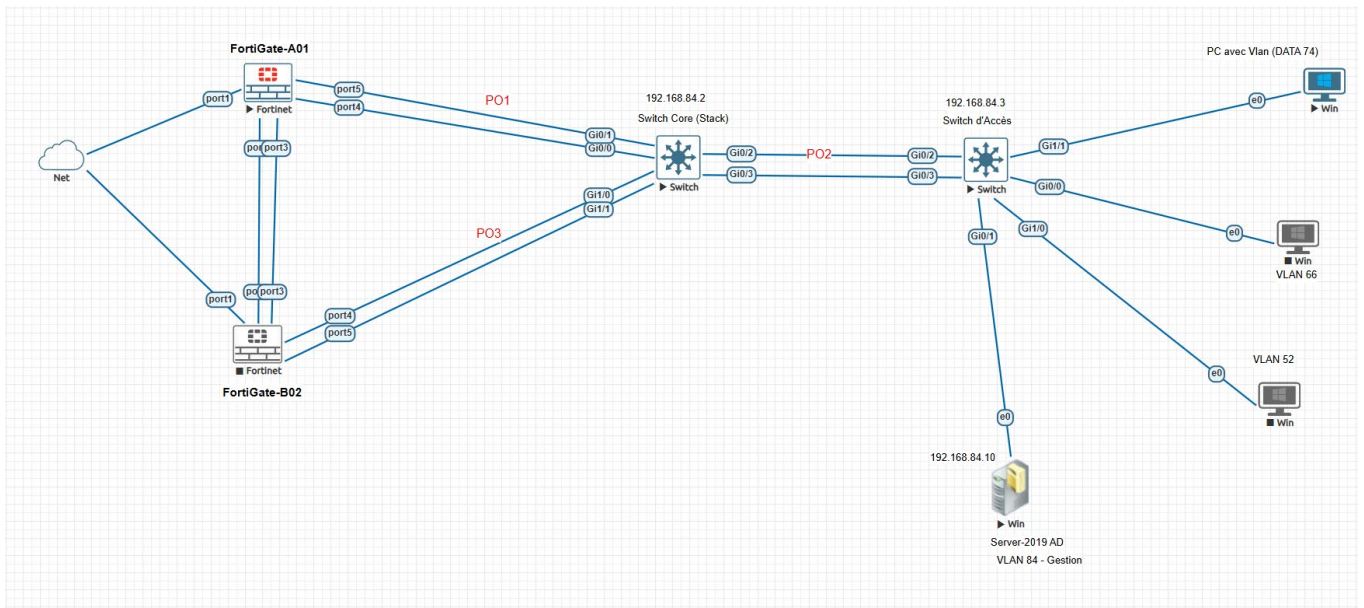 FortiGate-A01
port1
port5
port4
Fortinet
port3
Net
PO1
192.168.84.2
Switch Core (Stack)
Gi0/1
Gi0/0
Gi0/2
Gi0/3
Gi1/0
Gi1/1
Switch
PO2
192.168.84.3
Switch d'Accès
Gi0/2
Gi0/3
Gi1/1
Gi0/0
Gi0/1
Gi1/0
Switch
PC avec Vlan (DATA 74)
e0
Win
e0
Win
VLAN 66
PO3
port1
port3
port4
port5
Fortinet
FortiGate-B02
VLAN 52
e0
Win
e0
192.168.84.10
Win
Server-2019 AD
VLAN 84 - Gestion